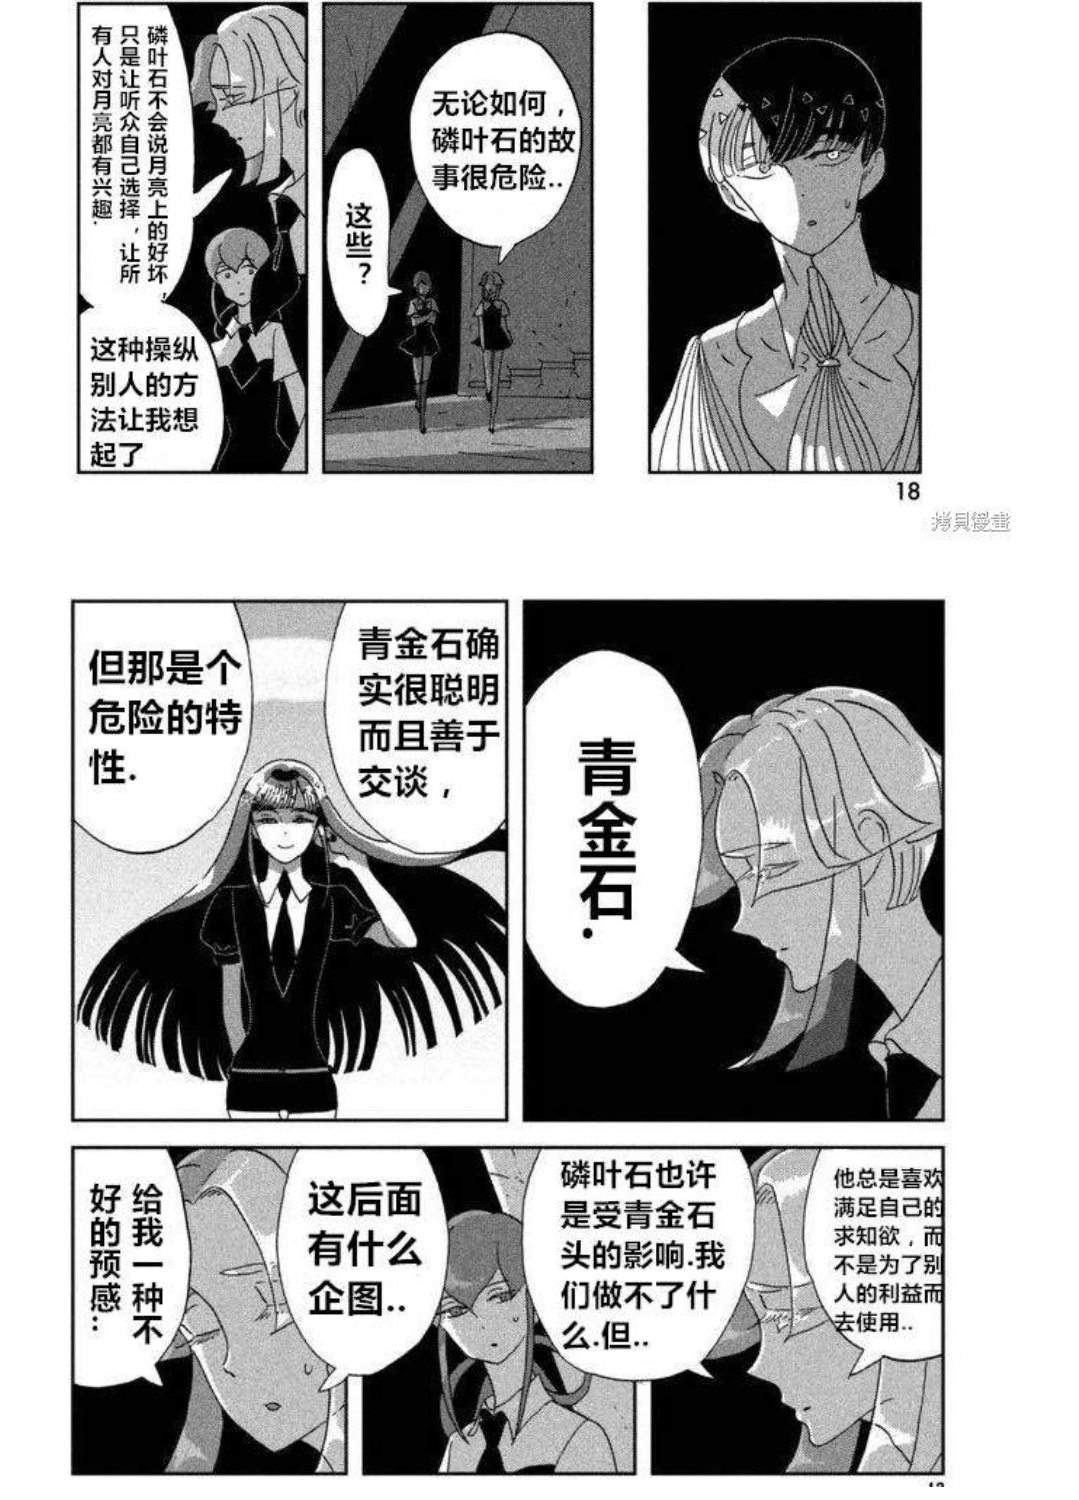 无论如何，
磷叶石的故
事很危险..
这些？
磷叶石不会说月亮上的好坏，
只是让听众自己选择，让所
有人对月亮都有兴趣.
这种操纵
别人的方
法让我想
起了
18
拷貝漫畫
青金石.
青金石确
实很聪明
而且善于
交谈，
但那是个
危险的特
性.
他总是喜欢
满足自己的
求知欲，而
不是为了别
人的利益而
去使用..
磷叶石也许
是受青金石
头的影响.我
们做不了什
么.但..
这后面
有什么
企图..
给我一种不
好的预感..